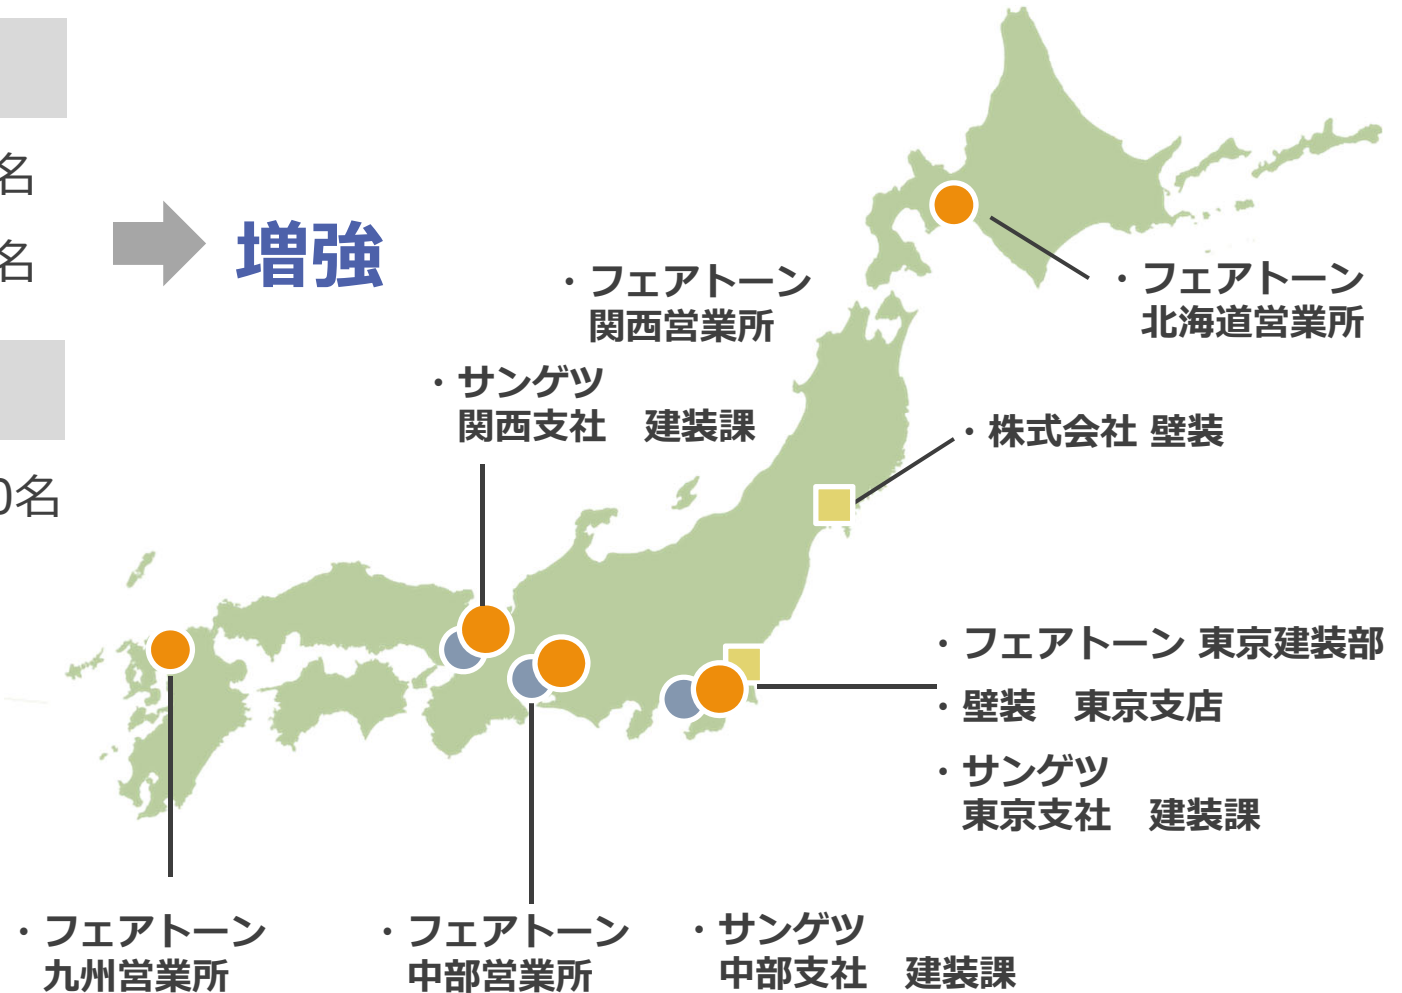 名
名
増強
0名
・フェアトーン
関西営業所
・サンゲツ
関西支社　建装課
・フェアトーン
北海道営業所
・株式会社 壁装
・フェアトーン 東京建装部
・壁装　東京支店
・サンゲツ
東京支社　建装課
・フェアトーン
九州営業所
・フェアトーン
中部営業所
・サンゲツ
中部支社　建装課